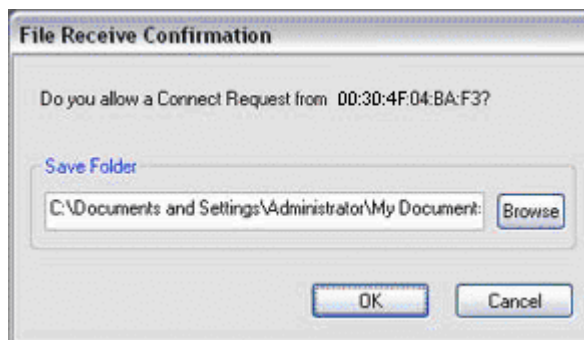 File Receive Confirmation
Do you allow a Connect Request from 00:30:4F:04:BA:F3?
Save Folder
C:\Documents and Settings\Administrator\My Document:
Browse
OK
Cancel